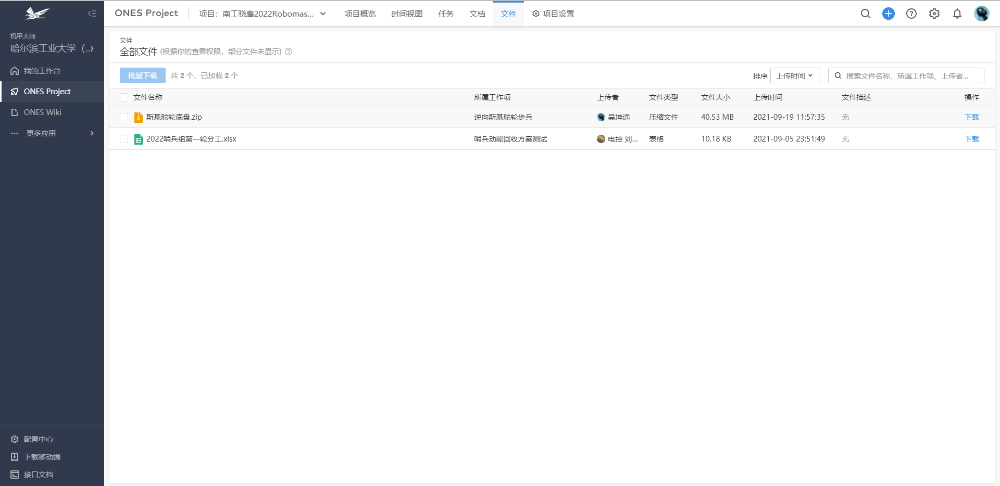 ONES Project
项目：南工骁鹰2022Robomas...
项目概览
时间视图
任务
文档
文件
项目设置
机甲大师
哈尔滨工业大学（...
我的工作台
ONES Project
ONES Wiki
更多应用
配置中心
下载移动端
接口文档
文件
全部文件 (根据你的查看权限，部分文件未显示)
批量下载 共 2 个，已加载 2 个
排序 上传时间 搜索文件名称、所属工作项、上传者...
文件名称 所属工作项 上传者 文件类型 文件大小 上传时间 文件描述 操作
斯基舵轮底盘.zip 逆向斯基舵轮步兵 吴坤远 压缩文件 40.53 MB 2021-09-19 11:57:35 无 下载
2022哨兵组第一轮分工.xlsx 哨兵动能回收方案测试 电控 刘... 表格 10.18 KB 2021-09-05 23:51:49 无 下载